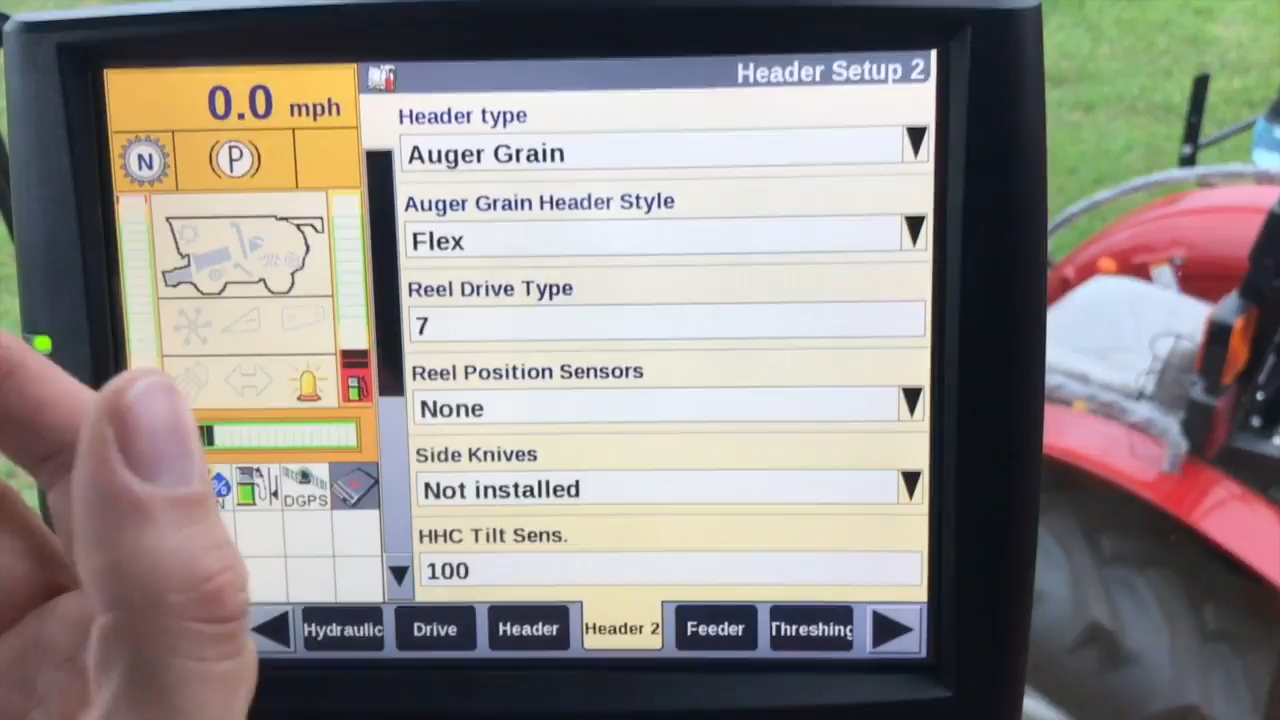 Header Setup 2
0.0 mph
N
(P)
Header type
Auger Grain
Auger Grain Header Style
Flex
Reel Drive Type
7
Reel Position Sensors
None
Side Knives
Not installed
HHC Tilt Sens.
100
DGPS
Hydraulic
Drive
Header
Header 2
Feeder
Threshing